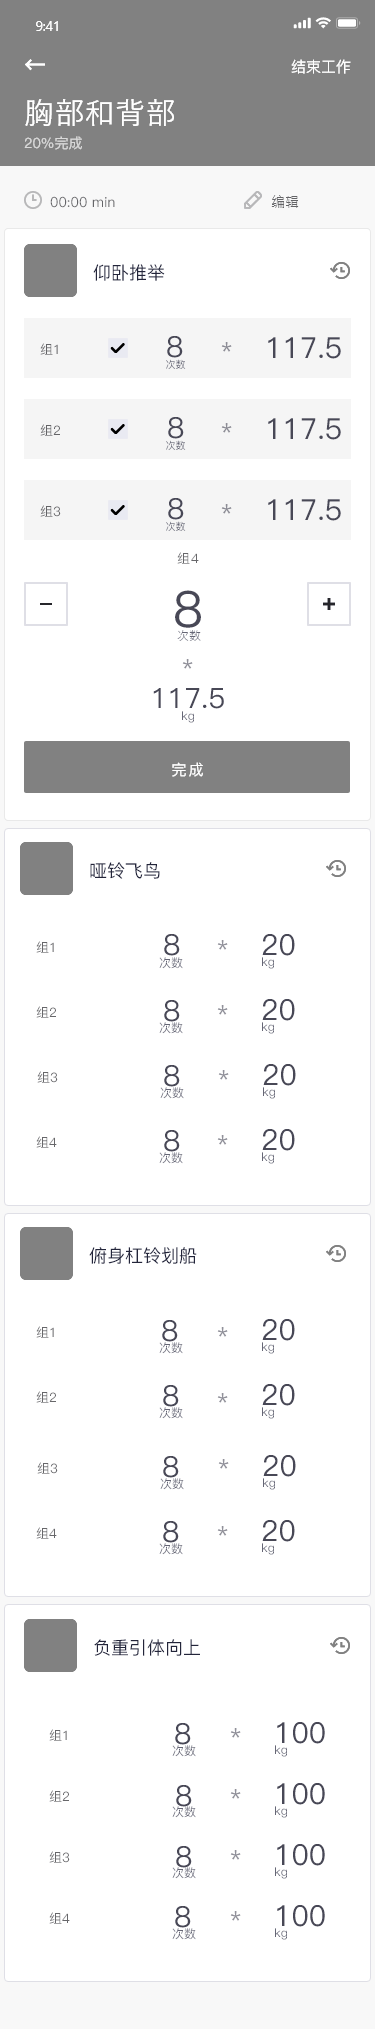 9:41
结束工作
胸部和背部
20%完成
00:00 min 编辑
仰卧推举
组1 8 * 117.5
次数
组2 8 * 117.5
次数
组3 8 * 117.5
次数
组4
− 8 +
次数
*
117.5
kg
完成
哑铃飞鸟
组1 8 * 20
次数 kg
组2 8 * 20
次数 kg
组3 8 * 20
次数 kg
组4 8 * 20
次数 kg
俯身杠铃划船
组1 8 * 20
次数 kg
组2 8 * 20
次数 kg
组3 8 * 20
次数 kg
组4 8 * 20
次数 kg
负重引体向上
组1 8 * 100
次数 kg
组2 8 * 100
次数 kg
组3 8 * 100
次数 kg
组4 8 * 100
次数 kg